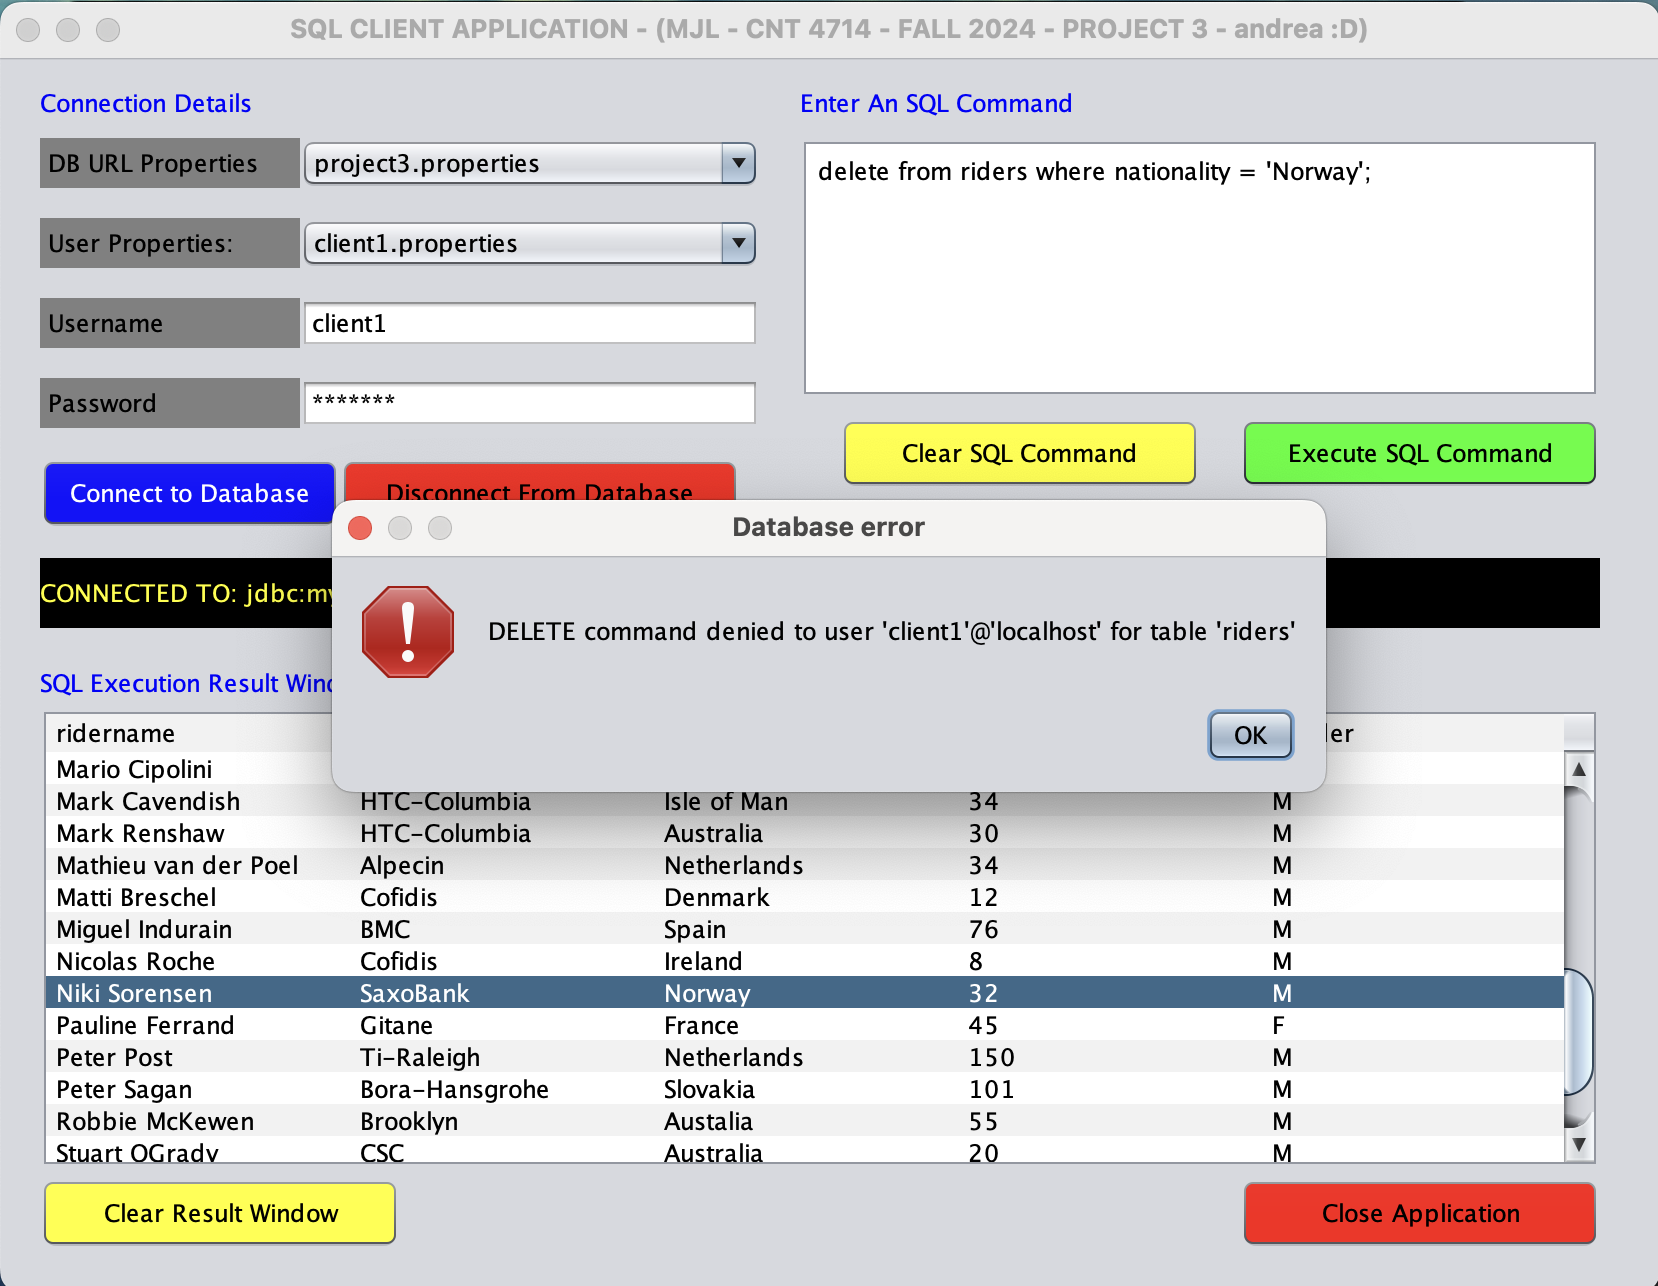 SQL CLIENT APPLICATION - (MJL - CNT 4714 - FALL 2024 - PROJECT 3 - andrea :D)
Connection Details
Enter An SQL Command
DB URL Properties project3.properties
delete from riders where nationality = 'Norway';
User Properties: client1.properties
Username client1
Password *******
Clear SQL Command Execute SQL Command
Connect to Database Disconnect From Database
Database error
CONNECTED TO:
DELETE command denied to user 'client1'@'localhost' for table 'riders'
SQL Execution Result
OK
ridername
Mario Cipolini
Mark Cavendish HTC-Columbia Isle of Man 34 M
Mark Renshaw HTC-Columbia Australia 30 M
Mathieu van der Poel Alpecin Netherlands 34 M
Matti Breschel Cofidis Denmark 12 M
Miguel Indurain BMC Spain 76 M
Nicolas Roche Cofidis Ireland 8 M
Niki Sorensen SaxoBank Norway 32 M
Pauline Ferrand Gitane France 45 F
Peter Post Ti-Raleigh Netherlands 150 M
Peter Sagan Bora-Hansgrohe Slovakia 101 M
Robbie McKewen Brooklyn Austalia 55 M
Stuart OGrady CSC Australia 20 M
Clear Result Window Close Application